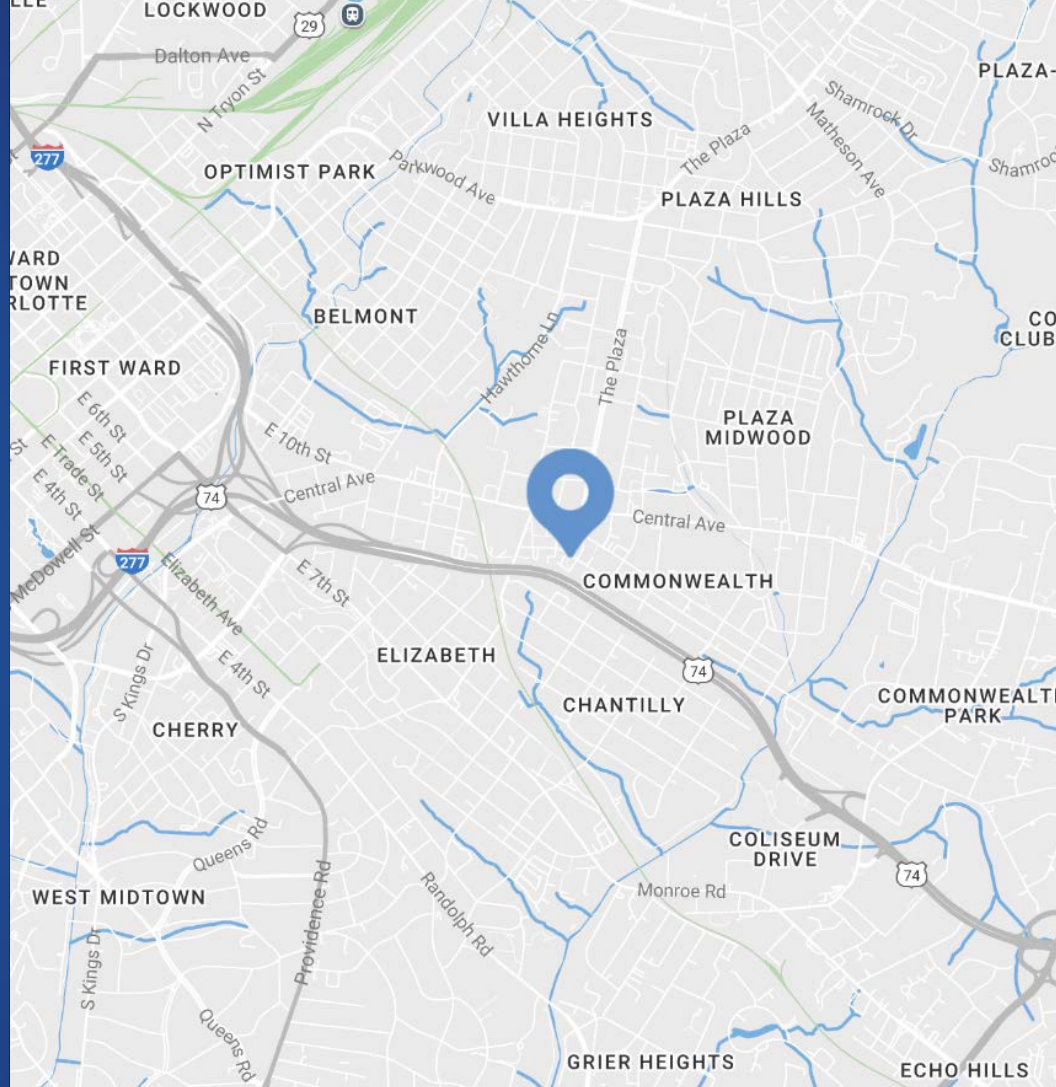 LOCKWOOD
29
Dalton Ave
N Tryon St
PLAZA-
VILLA HEIGHTS
Shamrock Dr
Matheson Ave
The Plaza
277
OPTIMIST PARK
Parkwood Ave
PLAZA HILLS
WARD
TOWN
RLOTTE
BELMONT
Hawthorne Ln
The Plaza
CO
CLUB
FIRST WARD
E 6th St
E 5th St
E Trade St
E 4th St
St
E 10th St
PLAZA
MIDWOOD
74
Central Ave
Central Ave
McDowell St
277
Elizabeth Ave
E 7th St
COMMONWEALTH
E 4th St
ELIZABETH
74
S Kings Dr
CHERRY
CHANTILLY
COMMONWEALTH
PARK
Queens Rd
COLISEUM
DRIVE
74
WEST MIDTOWN
Providence Rd
Randolph Rd
Monroe Rd
S Kings Dr
Queens Rd
GRIER HEIGHTS
ECHO HILLS